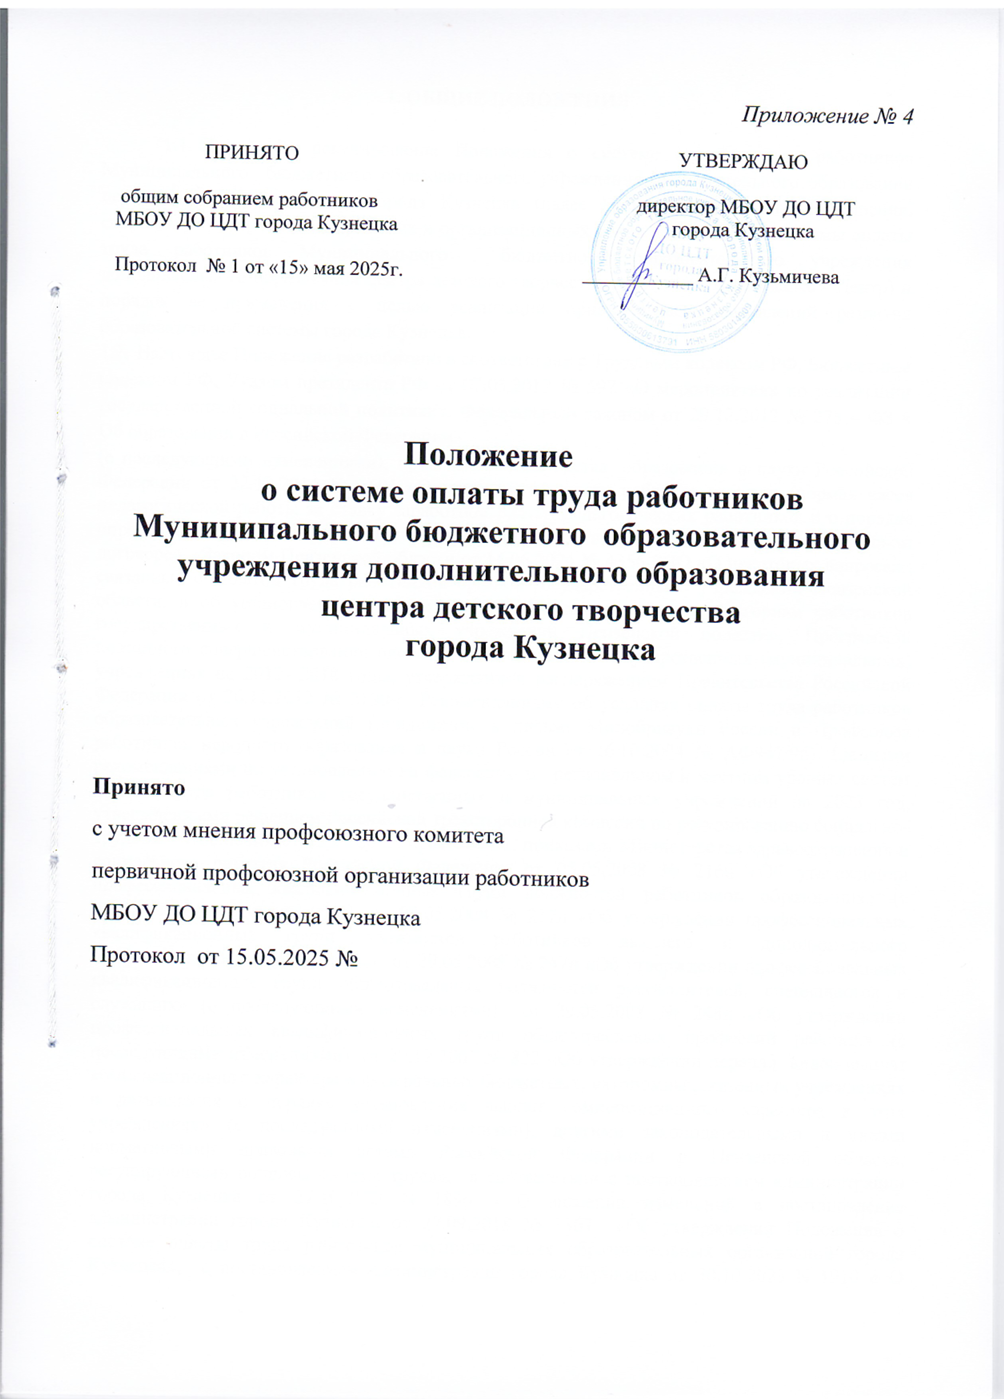 Приложение № 4
ПРИНЯТО
общим собранием работников
МБОУ ДО ЦДТ города Кузнецка
Протокол № 1 от «15» мая 2025г.
УТВЕРЖДАЮ
директор МБОУ ДО ЦДТ
города Кузнецка
А.Г. Кузьмичева
Положение
о системе оплаты труда работников
Муниципального бюджетного образовательного
учреждения дополнительного образования
центра детского творчества
города Кузнецка
Принято
с учетом мнения профсоюзного комитета
первичной профсоюзной организации работников
МБОУ ДО ЦДТ города Кузнецка
Протокол от 15.05.2025 №